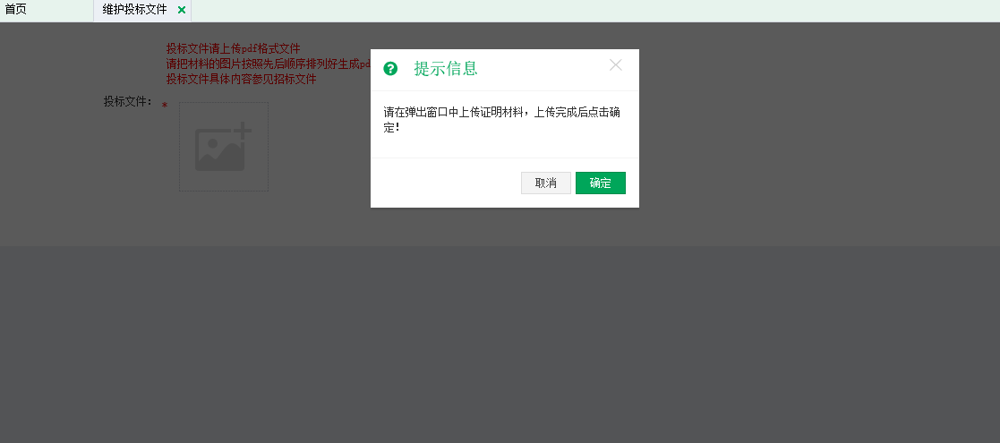 首页
维护投标文件
投标文件请上传pdf格式文件
请把材料的图片按照先后顺序排列好生成pd
投标文件具体内容参见招标文件
投标文件： *
提示信息
请在弹出窗口中上传证明材料，上传完成后点击确
定!
取消
确定